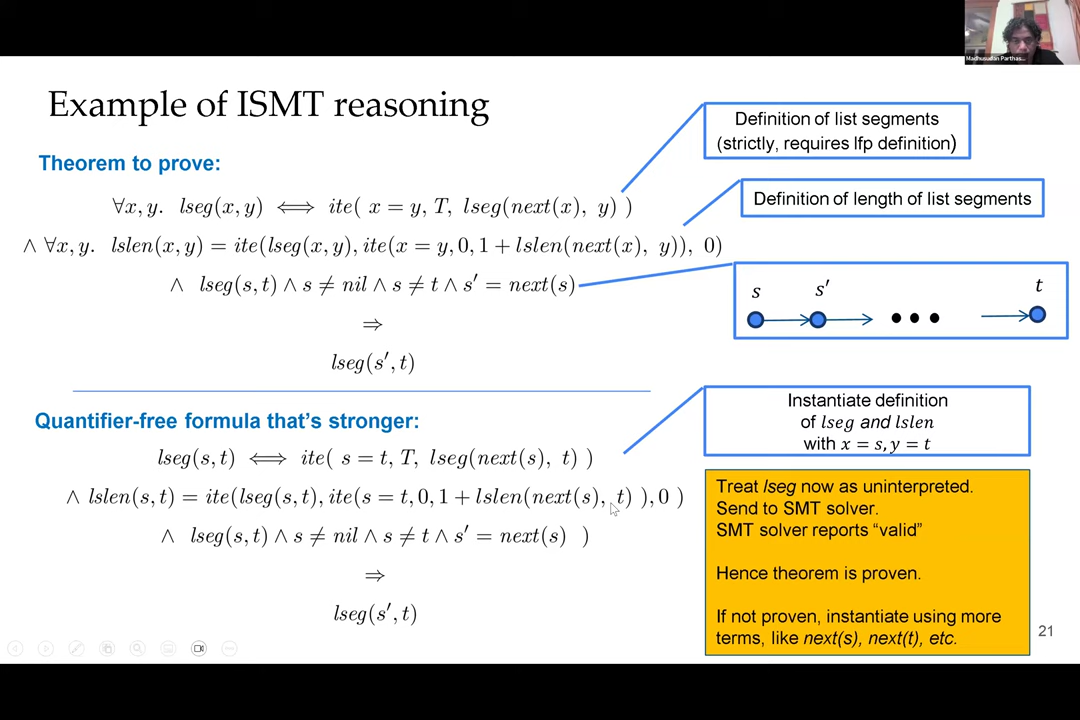 Madhusudan Parthas...
Example of ISMT reasoning
Theorem to prove:
∀x, y. lseg(x, y) ⟺ ite( x = y, T, lseg(next(x), y) )
∧ ∀x, y. lslen(x, y) = ite(lseg(x, y), ite(x = y, 0, 1 + lslen(next(x), y)), 0)
∧ lseg(s, t) ∧ s ≠ nil ∧ s ≠ t ∧ s′ = next(s)
⇒
lseg(s′, t)
Definition of list segments
(strictly, requires lfp definition)
Definition of length of list segments
s s′ t
Quantifier-free formula that's stronger:
lseg(s, t) ⟺ ite( s = t, T, lseg(next(s), t) )
∧ lslen(s, t) = ite(lseg(s, t), ite(s = t, 0, 1 + lslen(next(s), t) ), 0 )
∧ lseg(s, t) ∧ s ≠ nil ∧ s ≠ t ∧ s′ = next(s) )
⇒
lseg(s′, t)
Instantiate definition
of lseg and lslen
with x = s, y = t
Treat lseg now as uninterpreted.
Send to SMT solver.
SMT solver reports “valid”
Hence theorem is proven.
If not proven, instantiate using more
terms, like next(s), next(t), etc.
21